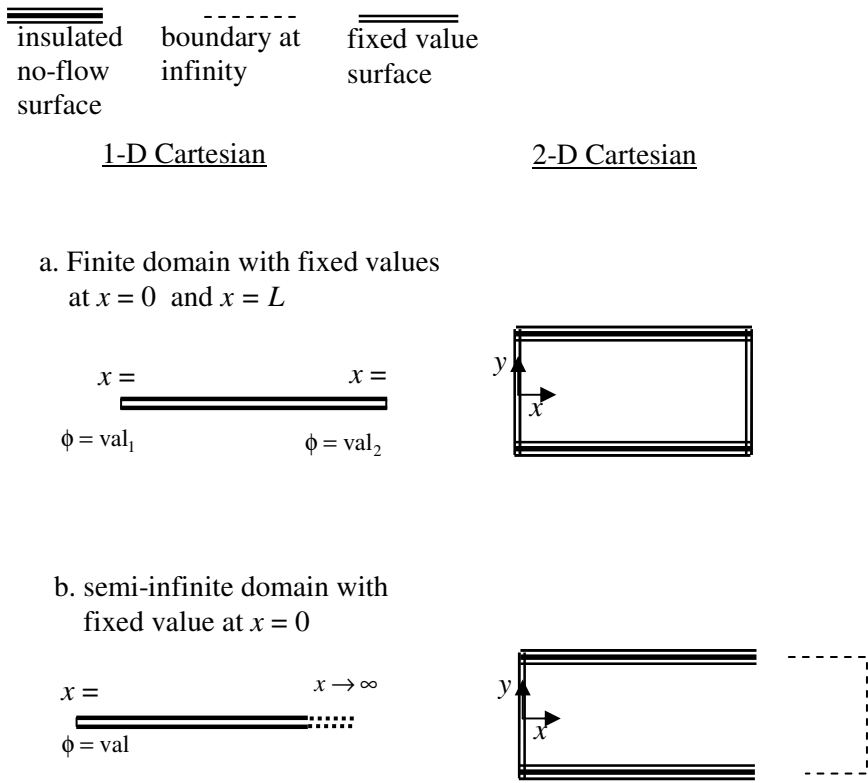 insulated
no-flow
surface
boundary at
infinity
fixed value
surface
1-D Cartesian
2-D Cartesian
a. Finite domain with fixed values
at x = 0 and x = L
x =
x =
ϕ = val₁
ϕ = val₂
y
x
b. semi-infinite domain with
fixed value at x = 0
x =
x → ∞
ϕ = val
y
x